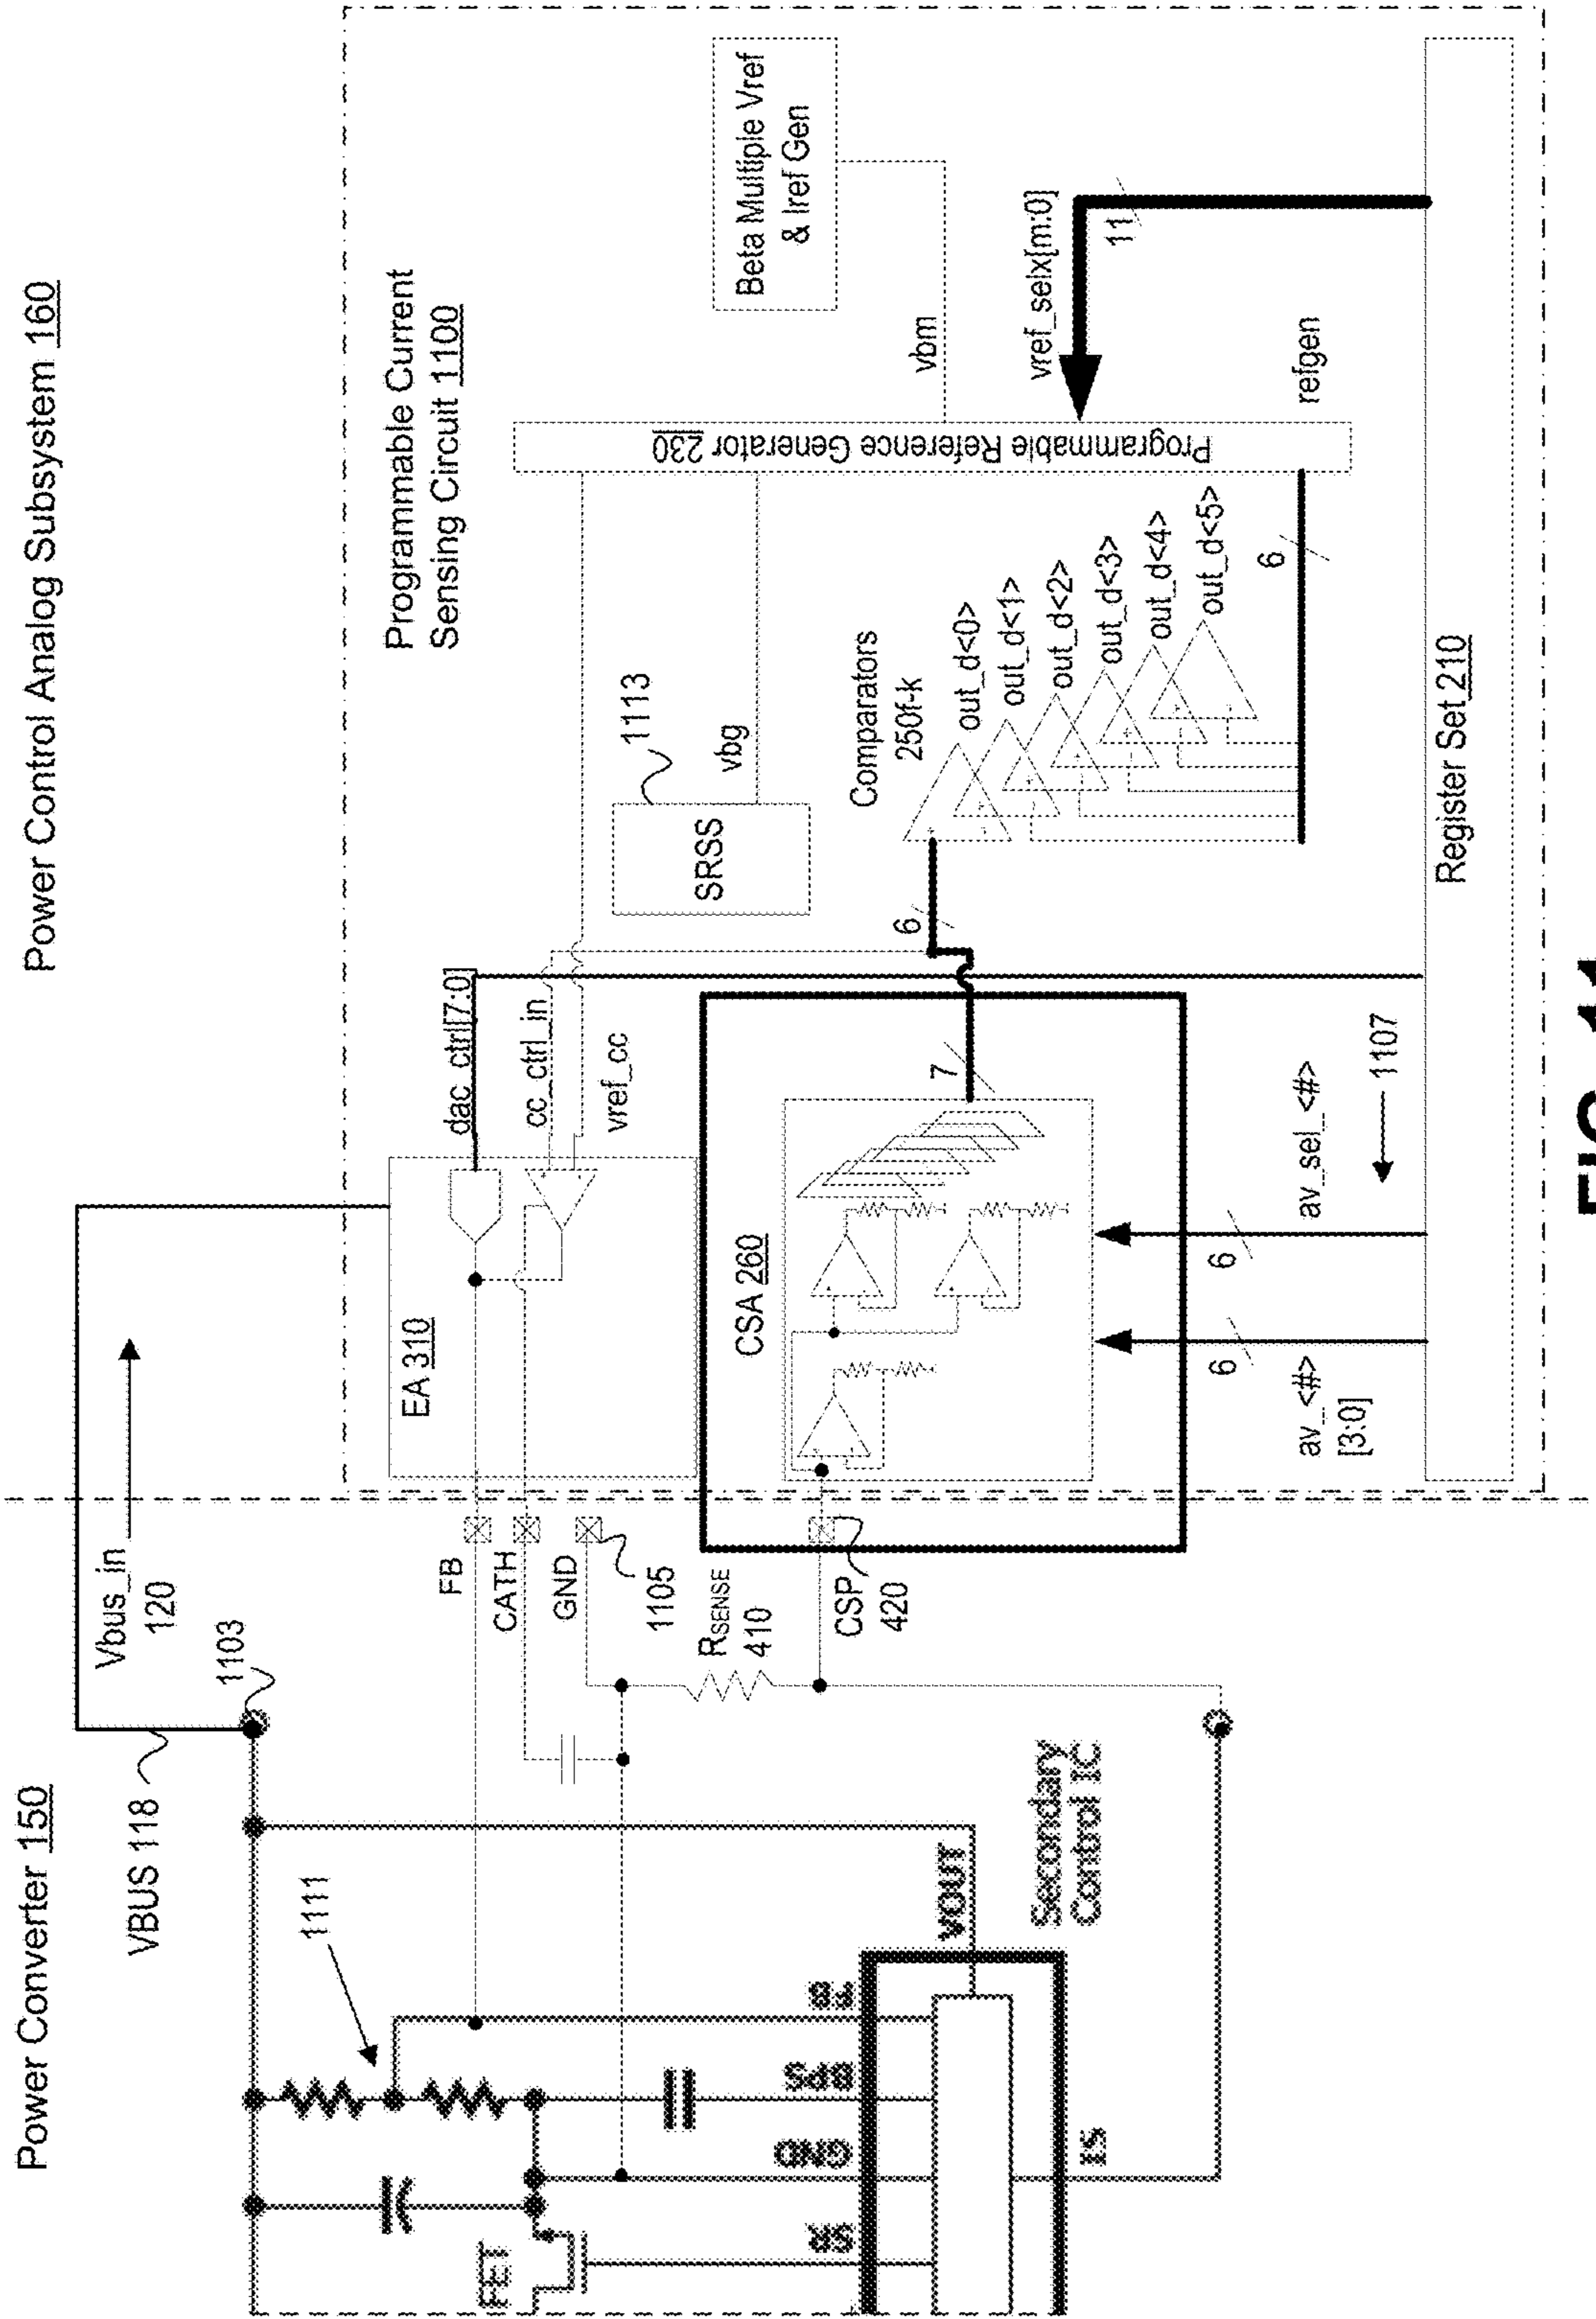 Power Converter 150
Power Control Analog Subsystem 160
VBUS 118
Vbus_in
120
1103
1111
FET
SR
GND
BPS
FB
IS
VOUT
Secondary
Control IC
FB
CATH
GND
1105
RSENSE
410
CSP
420
EA 310
dac_ctrl[7:0]
cc_ctrl_in
vref_cc
CSA 260
7
6
6
6
av_<#>
[3:0]
av_sel_<#>
1107
Programmable Current
Sensing Circuit 1100
SRSS
1113
vbg
Comparators
250f-k
out_d<0>
out_d<1>
out_d<2>
out_d<3>
out_d<4>
out_d<5>
6
Programmable Reference Generator 230
Beta Multiple Vref
& Iref Gen
vbm
vref_selx[m:0]
11
refgen
Register Set 210